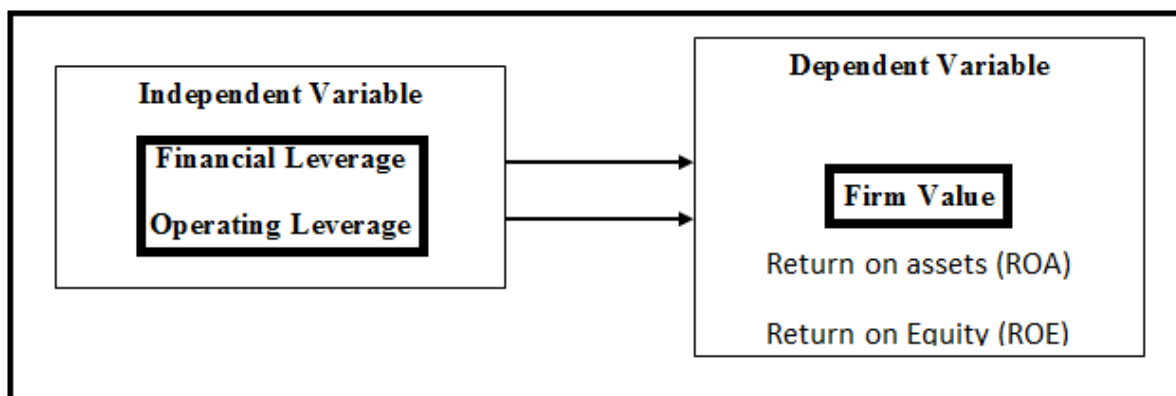 Independent Variable
Financial Leverage
Operating Leverage
Dependent Variable
Firm Value
Return on assets (ROA)
Return on Equity (ROE)